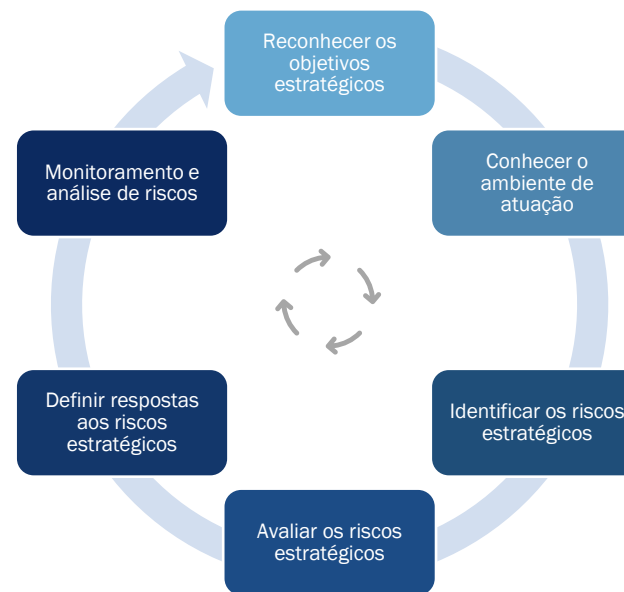 Reconhecer os
objetivos
estratégicos
Conhecer o
ambiente de
atuação
Identificar os riscos
estratégicos
Avaliar os riscos
estratégicos
Definir respostas
aos riscos
estratégicos
Monitoramento e
análise de riscos